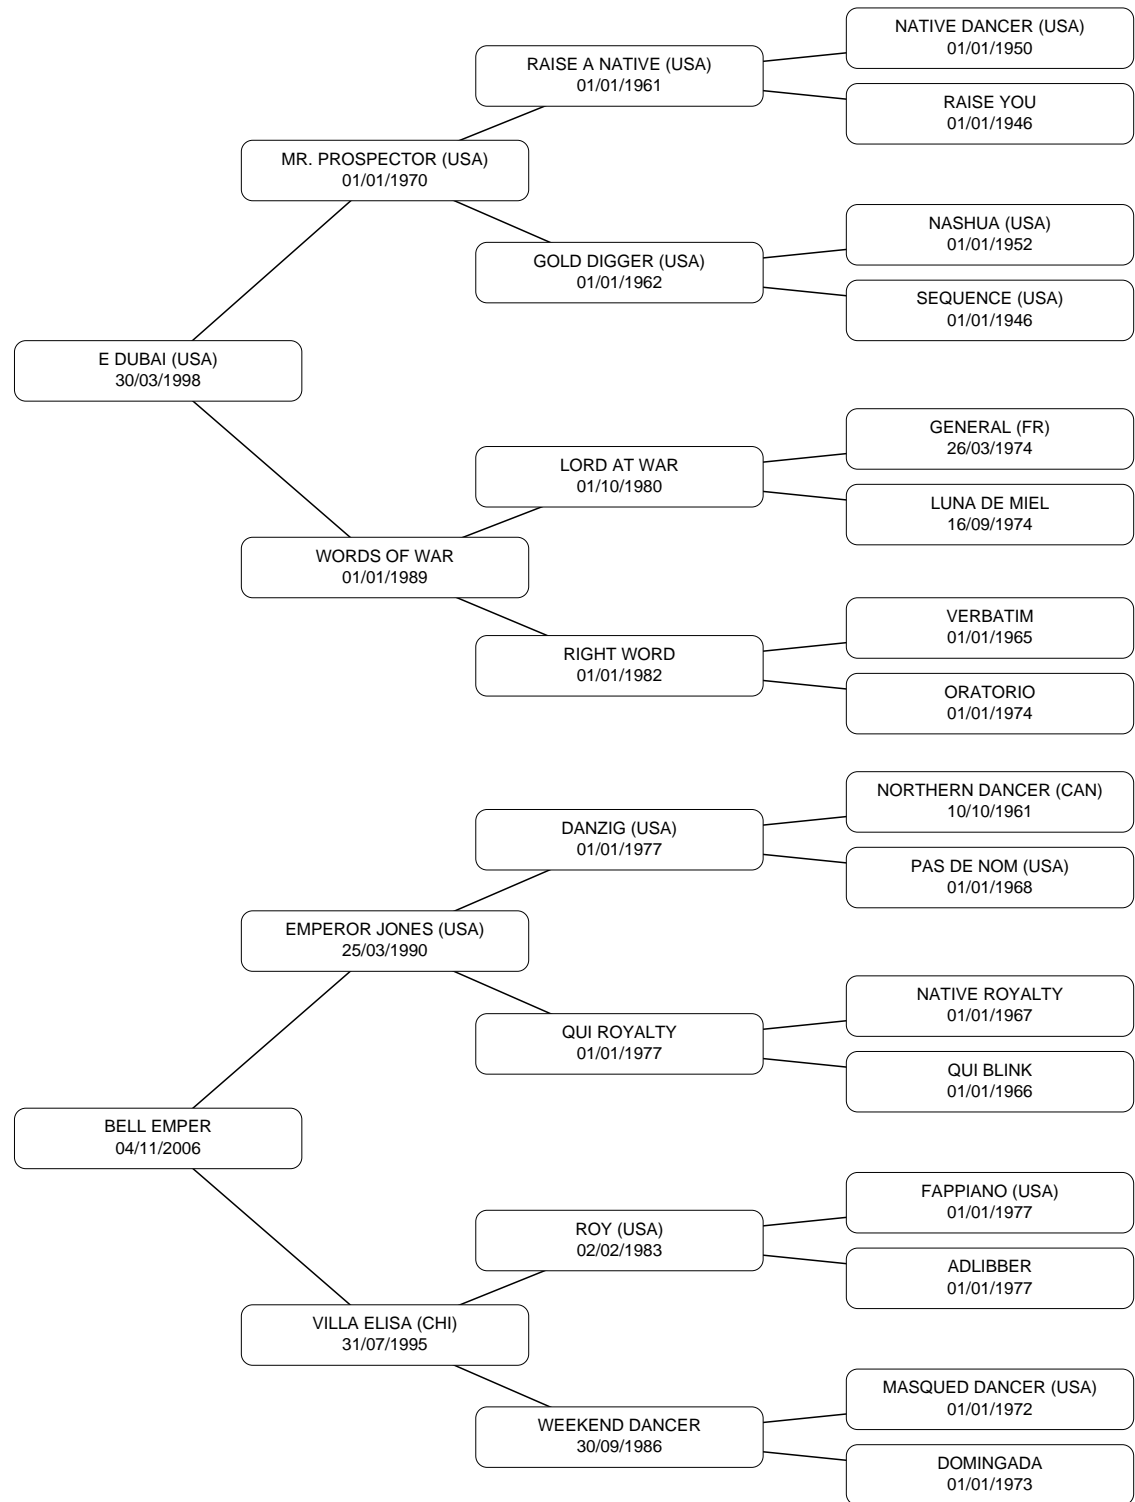 NATIVE DANCER (USA)
01/01/1950
RAISE A NATIVE (USA)
01/01/1961
RAISE YOU
01/01/1946
MR. PROSPECTOR (USA)
01/01/1970
NASHUA (USA)
01/01/1952
GOLD DIGGER (USA)
01/01/1962
SEQUENCE (USA)
01/01/1946
E DUBAI (USA)
30/03/1998
GENERAL (FR)
26/03/1974
LORD AT WAR
01/10/1980
LUNA DE MIEL
16/09/1974
WORDS OF WAR
01/01/1989
VERBATIM
01/01/1965
RIGHT WORD
01/01/1982
ORATORIO
01/01/1974
NORTHERN DANCER (CAN)
10/10/1961
DANZIG (USA)
01/01/1977
PAS DE NOM (USA)
01/01/1968
EMPEROR JONES (USA)
25/03/1990
NATIVE ROYALTY
01/01/1967
QUI ROYALTY
01/01/1977
QUI BLINK
01/01/1966
BELL EMPER
04/11/2006
FAPPIANO (USA)
01/01/1977
ROY (USA)
02/02/1983
ADLIBBER
01/01/1977
VILLA ELISA (CHI)
31/07/1995
MASQUED DANCER (USA)
01/01/1972
WEEKEND DANCER
30/09/1986
DOMINGADA
01/01/1973